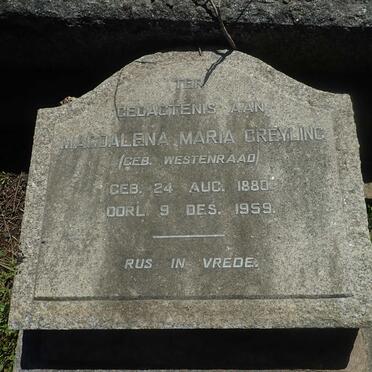 TER
GEDAGTENIS AAN
MAGDALENA MARIA GREYLING
(GEB. WESTENRAAD)
GEB. 24 AUG. 1880.
OORL. 9 DES. 1959.
RUS IN VREDE.